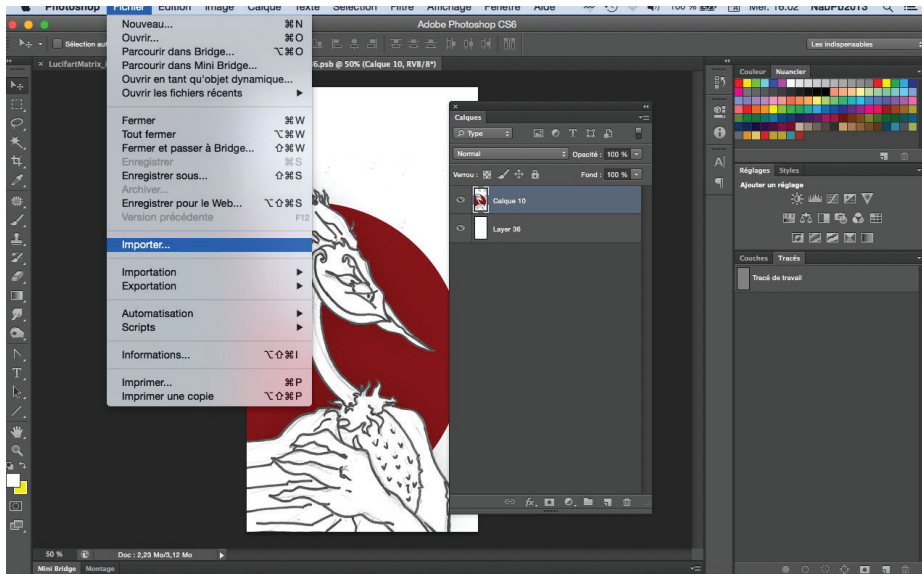 Photoshop Fichier Edition Image Calque Texte Sélection Filtre Affichage Fenêtre Aide 100 % Mer. 16:02 NabPB2013
Adobe Photoshop CS6
Nouveau... ⌘N
Ouvrir... ⌘O
Parcourir dans Bridge... ⌥⌘O
Parcourir dans Mini Bridge...
Ouvrir en tant qu'objet dynamique...
Ouvrir les fichiers récents
Fermer ⌘W
Tout fermer ⌥⌘W
Fermer et passer à Bridge... ⇧⌘W
Enregistrer ⌘S
Enregistrer sous... ⇧⌘S
Archiver...
Enregistrer pour le Web... ⌥⇧⌘S
Version précédente F12
Importer...
Importation
Exportation
Automatisation
Scripts
Informations... ⌥⇧⌘I
Imprimer... ⌘P
Imprimer une copie ⌥⇧⌘P
Sélection aut
Les indispensables
× LucifartMatrix_
6.psb @ 50% (Calque 10, RVB/8*)
Calques
Type
Normal Opacité : 100 %
Verrou : Fond : 100 %
Calque 10
Layer 36
Couleur Nuancier
Réglages Styles
Ajouter un réglage
Couches Tracés
Tracé de travail
50 % Doc : 2,23 Mo/3,12 Mo
Mini Bridge Montage